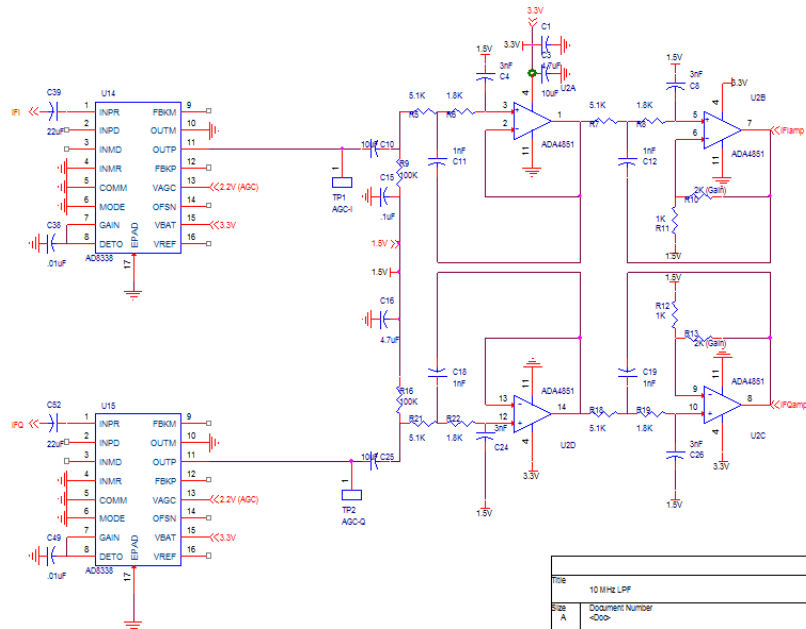 3.3V
C1
3.3V
C3
4.7uF
10uF
U2A
1.5V
3nF
C4
5.1K
R5
1.8K
R6
3
2
4
11
1
ADA4851
1nF
C11
5.1K
R7
1.8K
1.5V
3nF
C8
3.3V
U2B
5
6
4
11
7
IFIamp
ADA4851
1nF
C12
2K (Gain)
R10
1K
R11
1.5V
C39
IFI
22uF
U14
1 INPR
2 INPD
3 INMD
4 INMR
5 COMM
6 MODE
7 GAIN
8 DETO
FBKM 9
OUTM 10
OUTP 11
FBKP 12
VAGC 13
OFSN 14
VBAT 15
VREF 16
EPAD
17
AD8338
2.2V (AGC)
3.3V
C38
.01uF
1
TP1
AGC-I
10uF
C10
R9
100K
C15
.1uF
1.5V
1.5V
C16
4.7uF
R16
100K
C52
IFQ
22uF
U15
1 INPR
2 INPD
3 INMD
4 INMR
5 COMM
6 MODE
7 GAIN
8 DETO
FBKM 9
OUTM 10
OUTP 11
FBKP 12
VAGC 13
OFSN 14
VBAT 15
VREF 16
EPAD
17
AD8338
2.2V (AGC)
3.3V
C49
.01uF
1
TP2
AGC-Q
10uF
C25
R21
5.1K
R22
1.8K
C18
1nF
3nF
C24
1.5V
13
12
11
4
14
ADA4851
U2D
3.3V
R18
5.1K
R19
1.8K
C19
1nF
1.5V
R12
1K
R13
2K (Gain)
11
ADA4851
9
10
4
8
IFQamp
U2C
3nF
C26
3.3V
1.5V
Title
10 MHz LPF
Size
A
Document Number
<Doc>